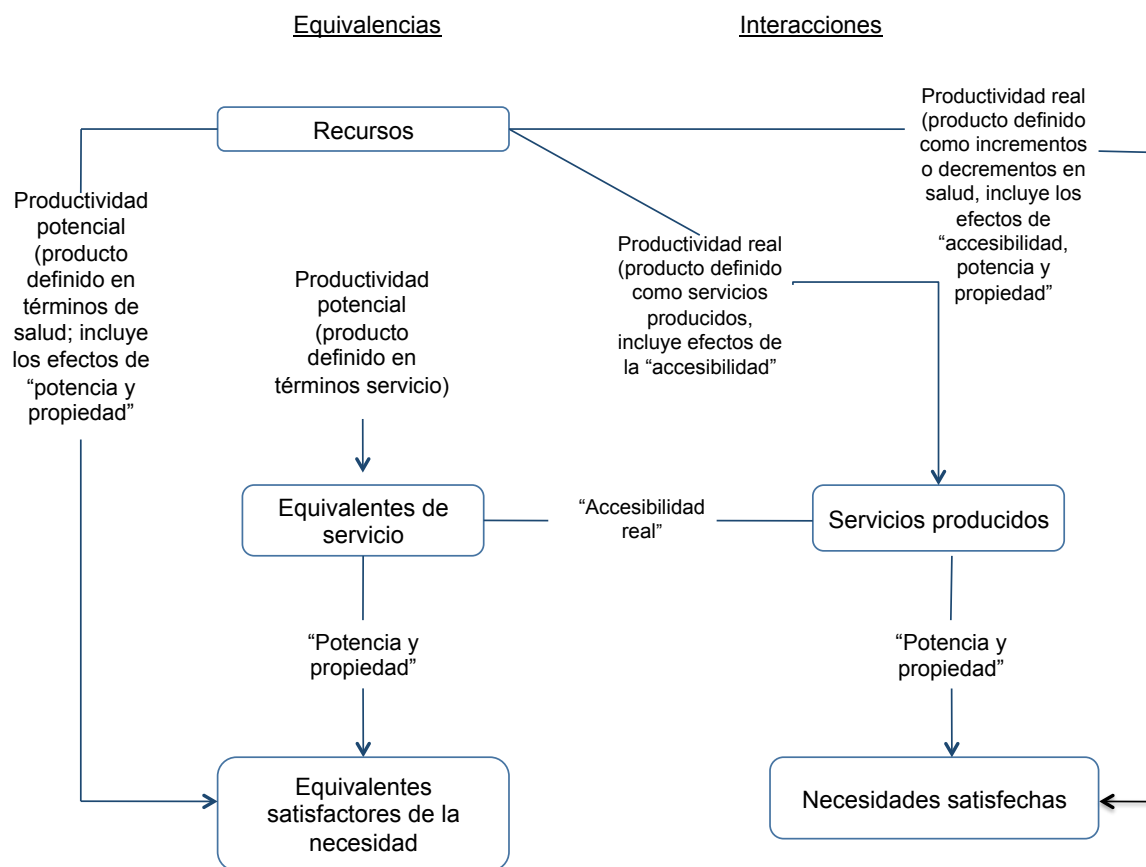 Equivalencias
Interacciones
Recursos
Productividad
potencial
(producto
definido en
términos de
salud; incluye
los efectos de
“potencia y
propiedad”
Productividad
potencial
(producto
definido en
términos servicio)
Productividad real
(producto definido
como servicios
producidos,
incluye efectos de
la “accesibilidad”
Productividad real
(producto definido
como incrementos
o decrementos en
salud, incluye los
efectos de
“accesibilidad,
potencia y
propiedad”
Equivalentes de
servicio
“Accesibilidad
real”
Servicios producidos
“Potencia y
propiedad”
“Potencia y
propiedad”
Equivalentes
satisfactores de la
necesidad
Necesidades satisfechas